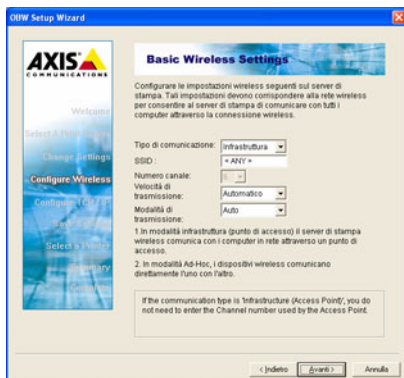 OBW Setup Wizard
AXIS
COMMUNICATIONS
Welcome
Change Settings
Configure Wireless
Configure TCP/IP
Select a Printer
Summary
Basic Wireless Settings
Configurare le impostazioni wireless seguenti sul server di
stampa. Tali impostazioni devono corrispondere alla rete wireless
per consentire al server di stampa di comunicare con tutti i
computer attraverso la connessione wireless.
Tipo di comunicazione: Infrastruttura
SSID : < ANY >
Numero canale: 6
Velocità di
trasmissione: Automatico
Modalità di
trasmissione: Auto
1.In modalità infrastruttura (punto di accesso) il server di stampa
wireless comunica con i computer in rete attraverso un punto di
accesso.
2. In modalità Ad-Hoc, i dispositivi wireless comunicano
direttamente l'uno con l'altro.
If the communication type is 'Infrastructure (Access Point)', you do
not need to enter the Channel number used by the Access Point.
< Indietro
Avanti >
Annulla